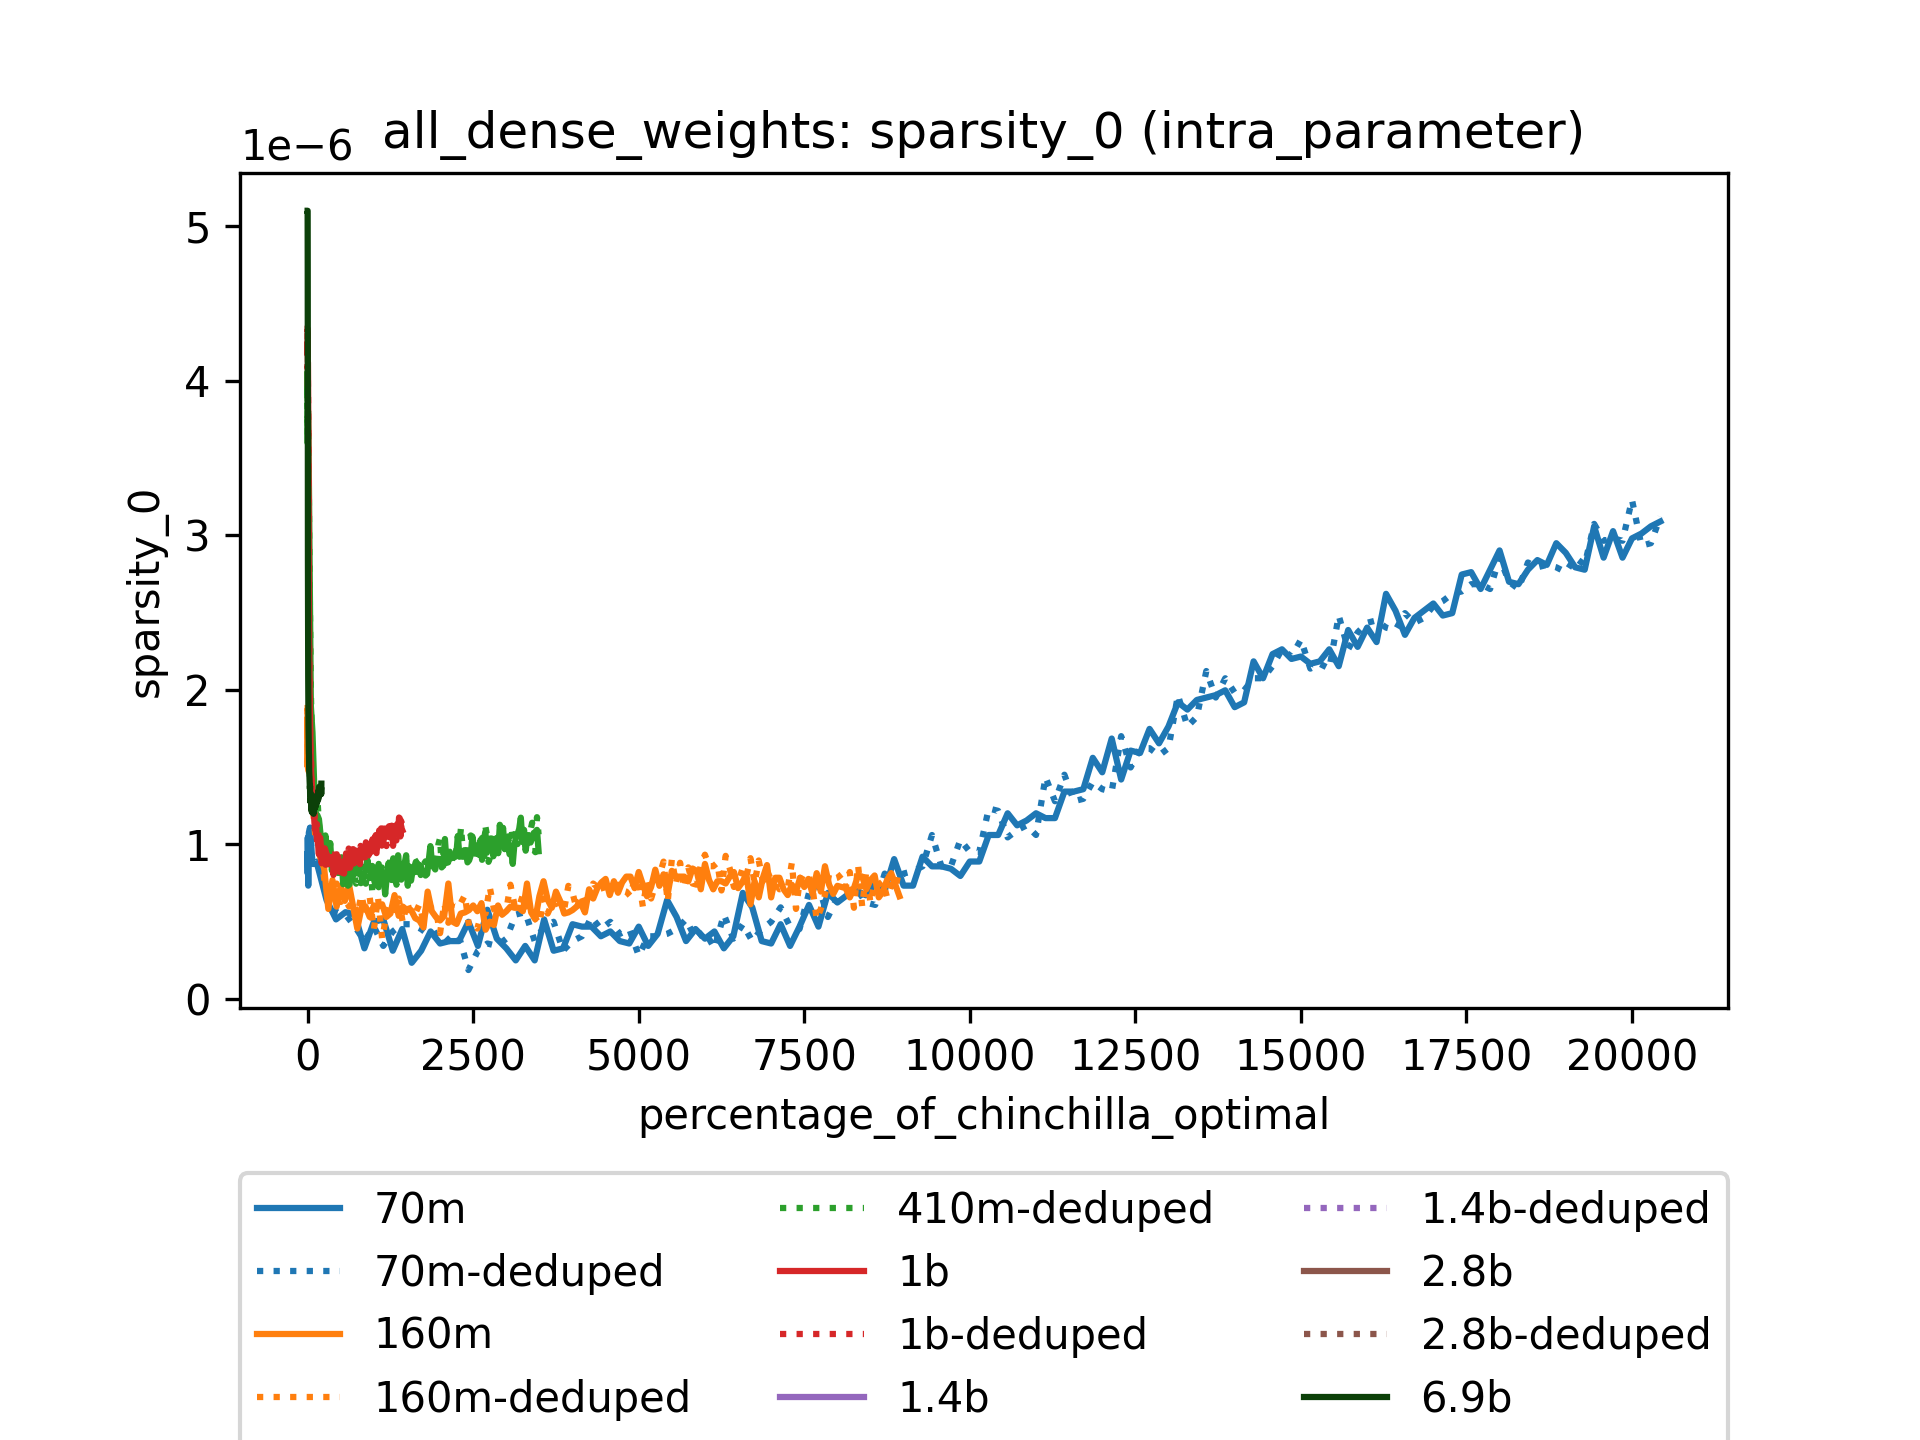 all_dense_weights: sparsity_0 (intra_parameter)
1e−6
5
4
3
2
1
0
sparsity_0
0 2500 5000 7500 10000 12500 15000 17500 20000
percentage_of_chinchilla_optimal
70m
70m-deduped
160m
160m-deduped
410m-deduped
1b
1b-deduped
1.4b
1.4b-deduped
2.8b
2.8b-deduped
6.9b